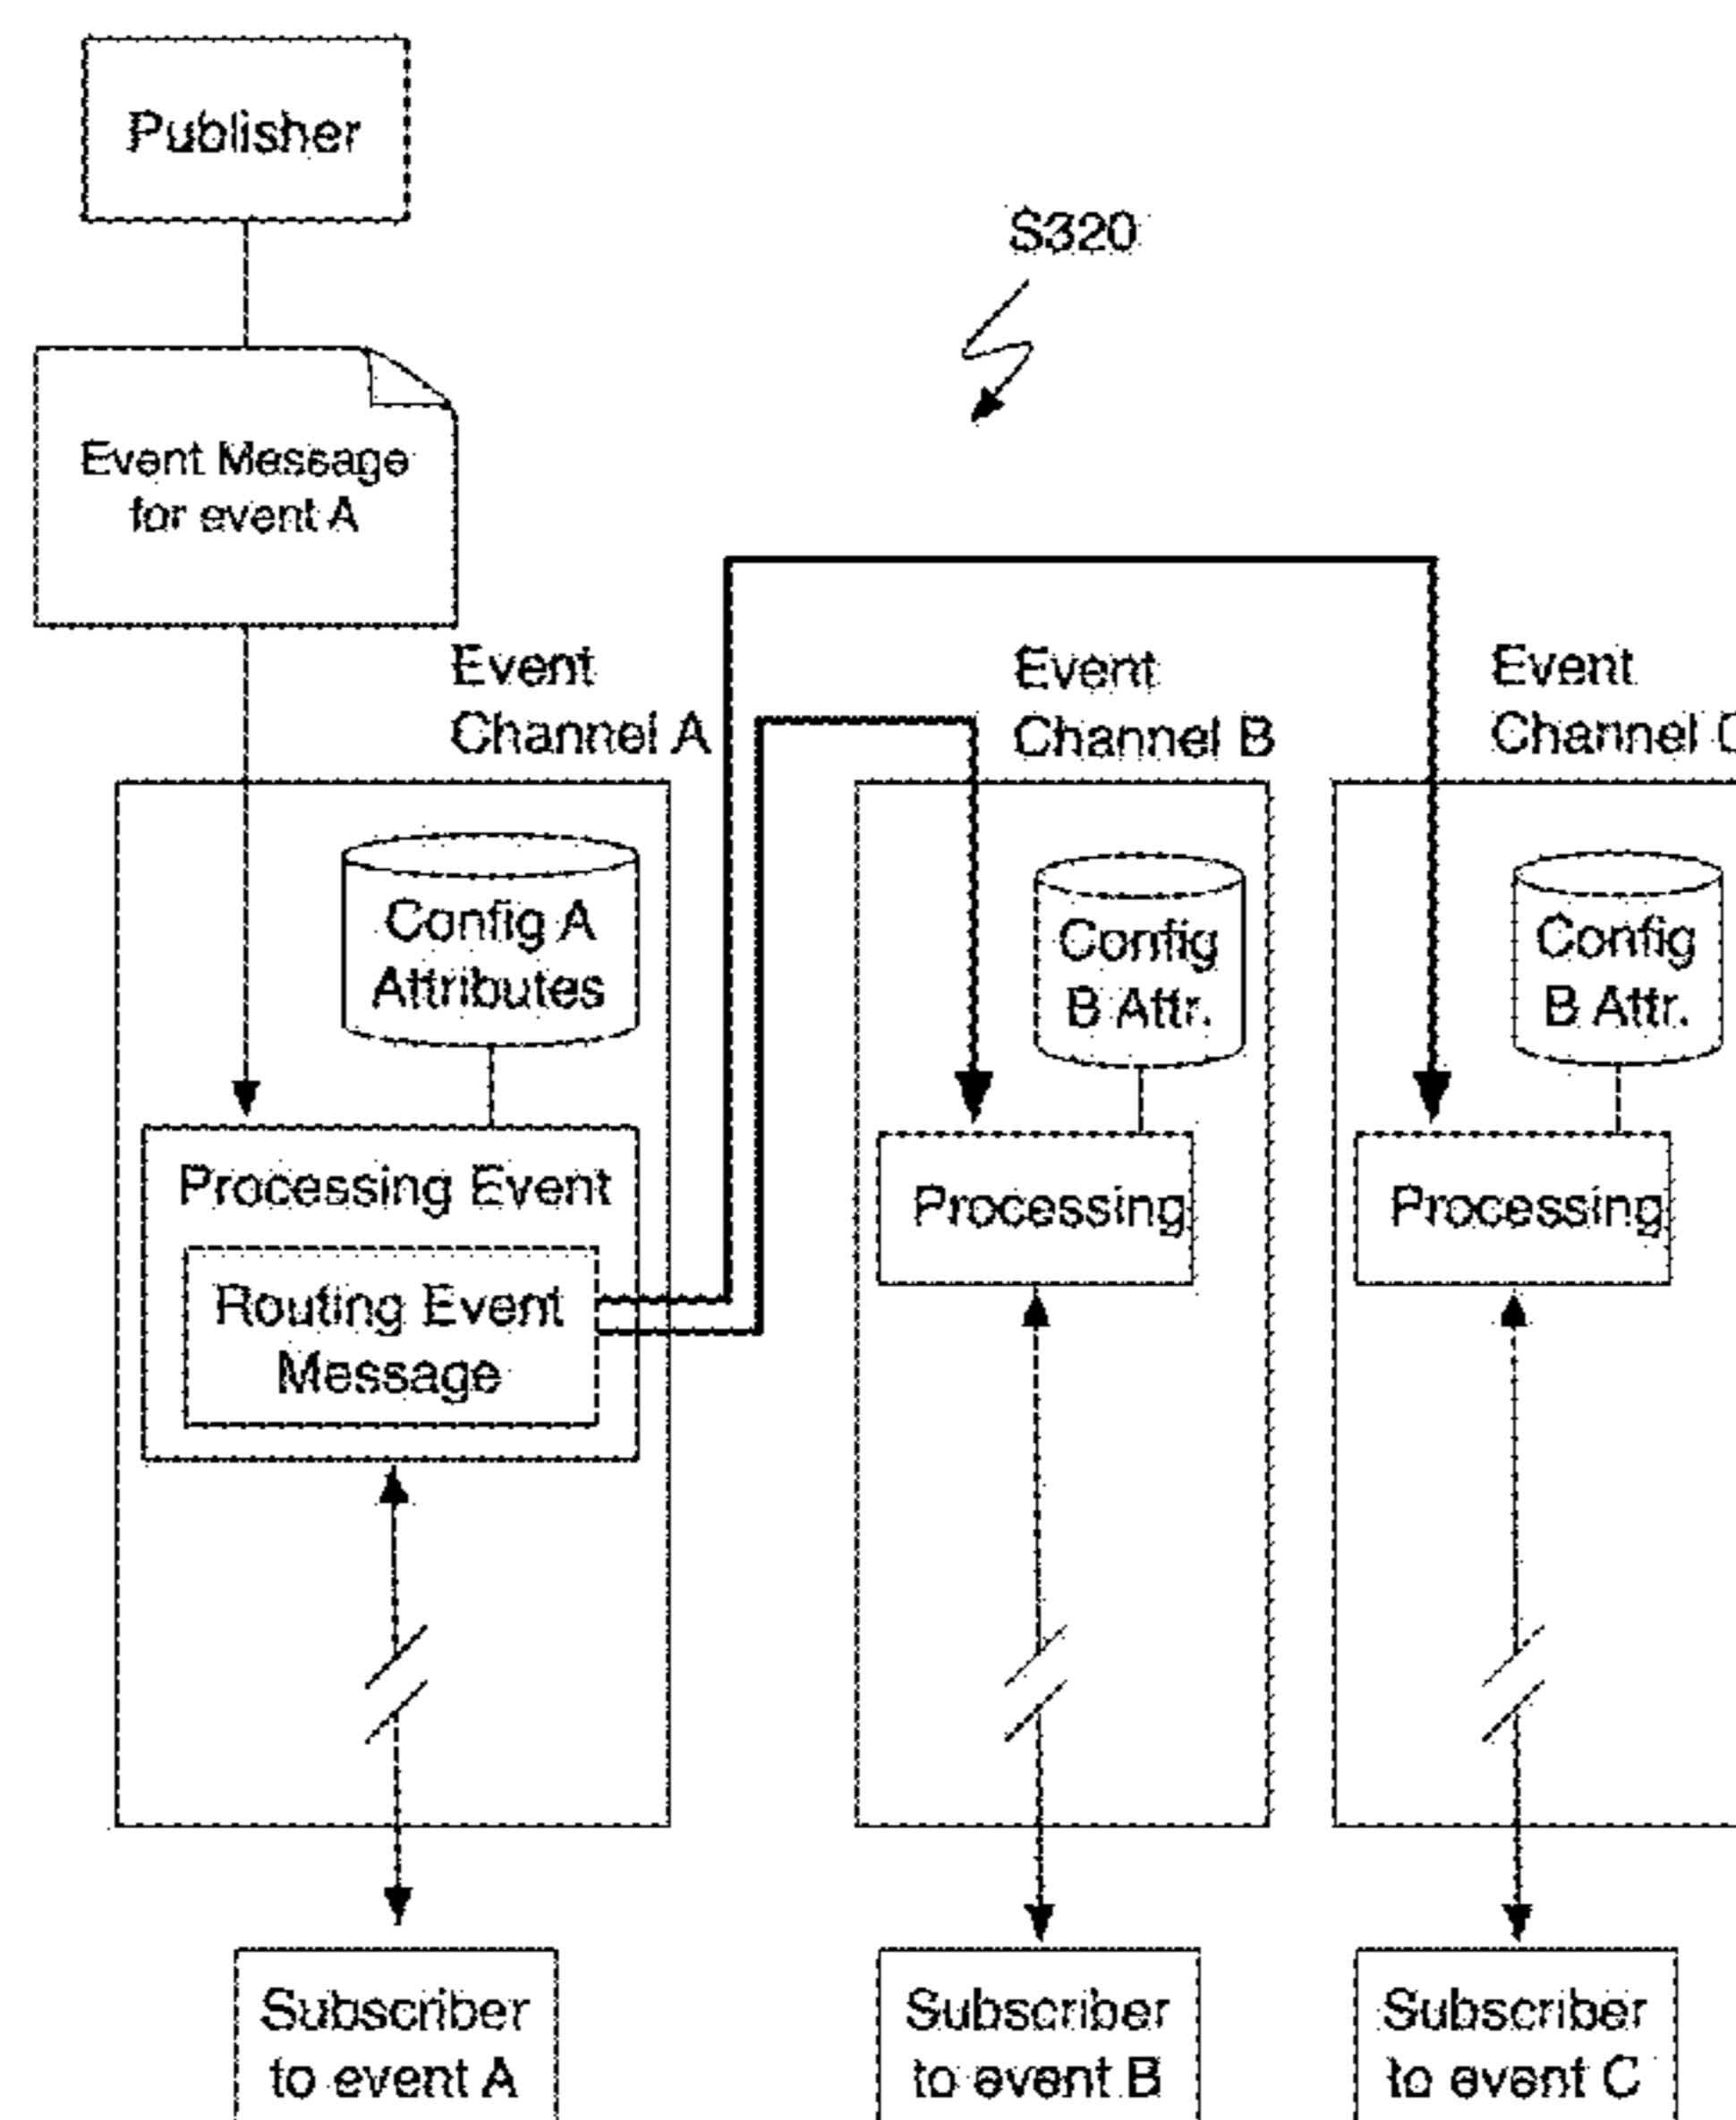 Publisher
S320
Event Message
for event A
Event
Channel A
Event
Channel B
Event
Channel C
Config A
Attributes
Config
B Attr.
Config
B Attr.
Processing Event
Routing Event
Message
Processing
Processing
Subscriber
to event A
Subscriber
to event B
Subscriber
to event C